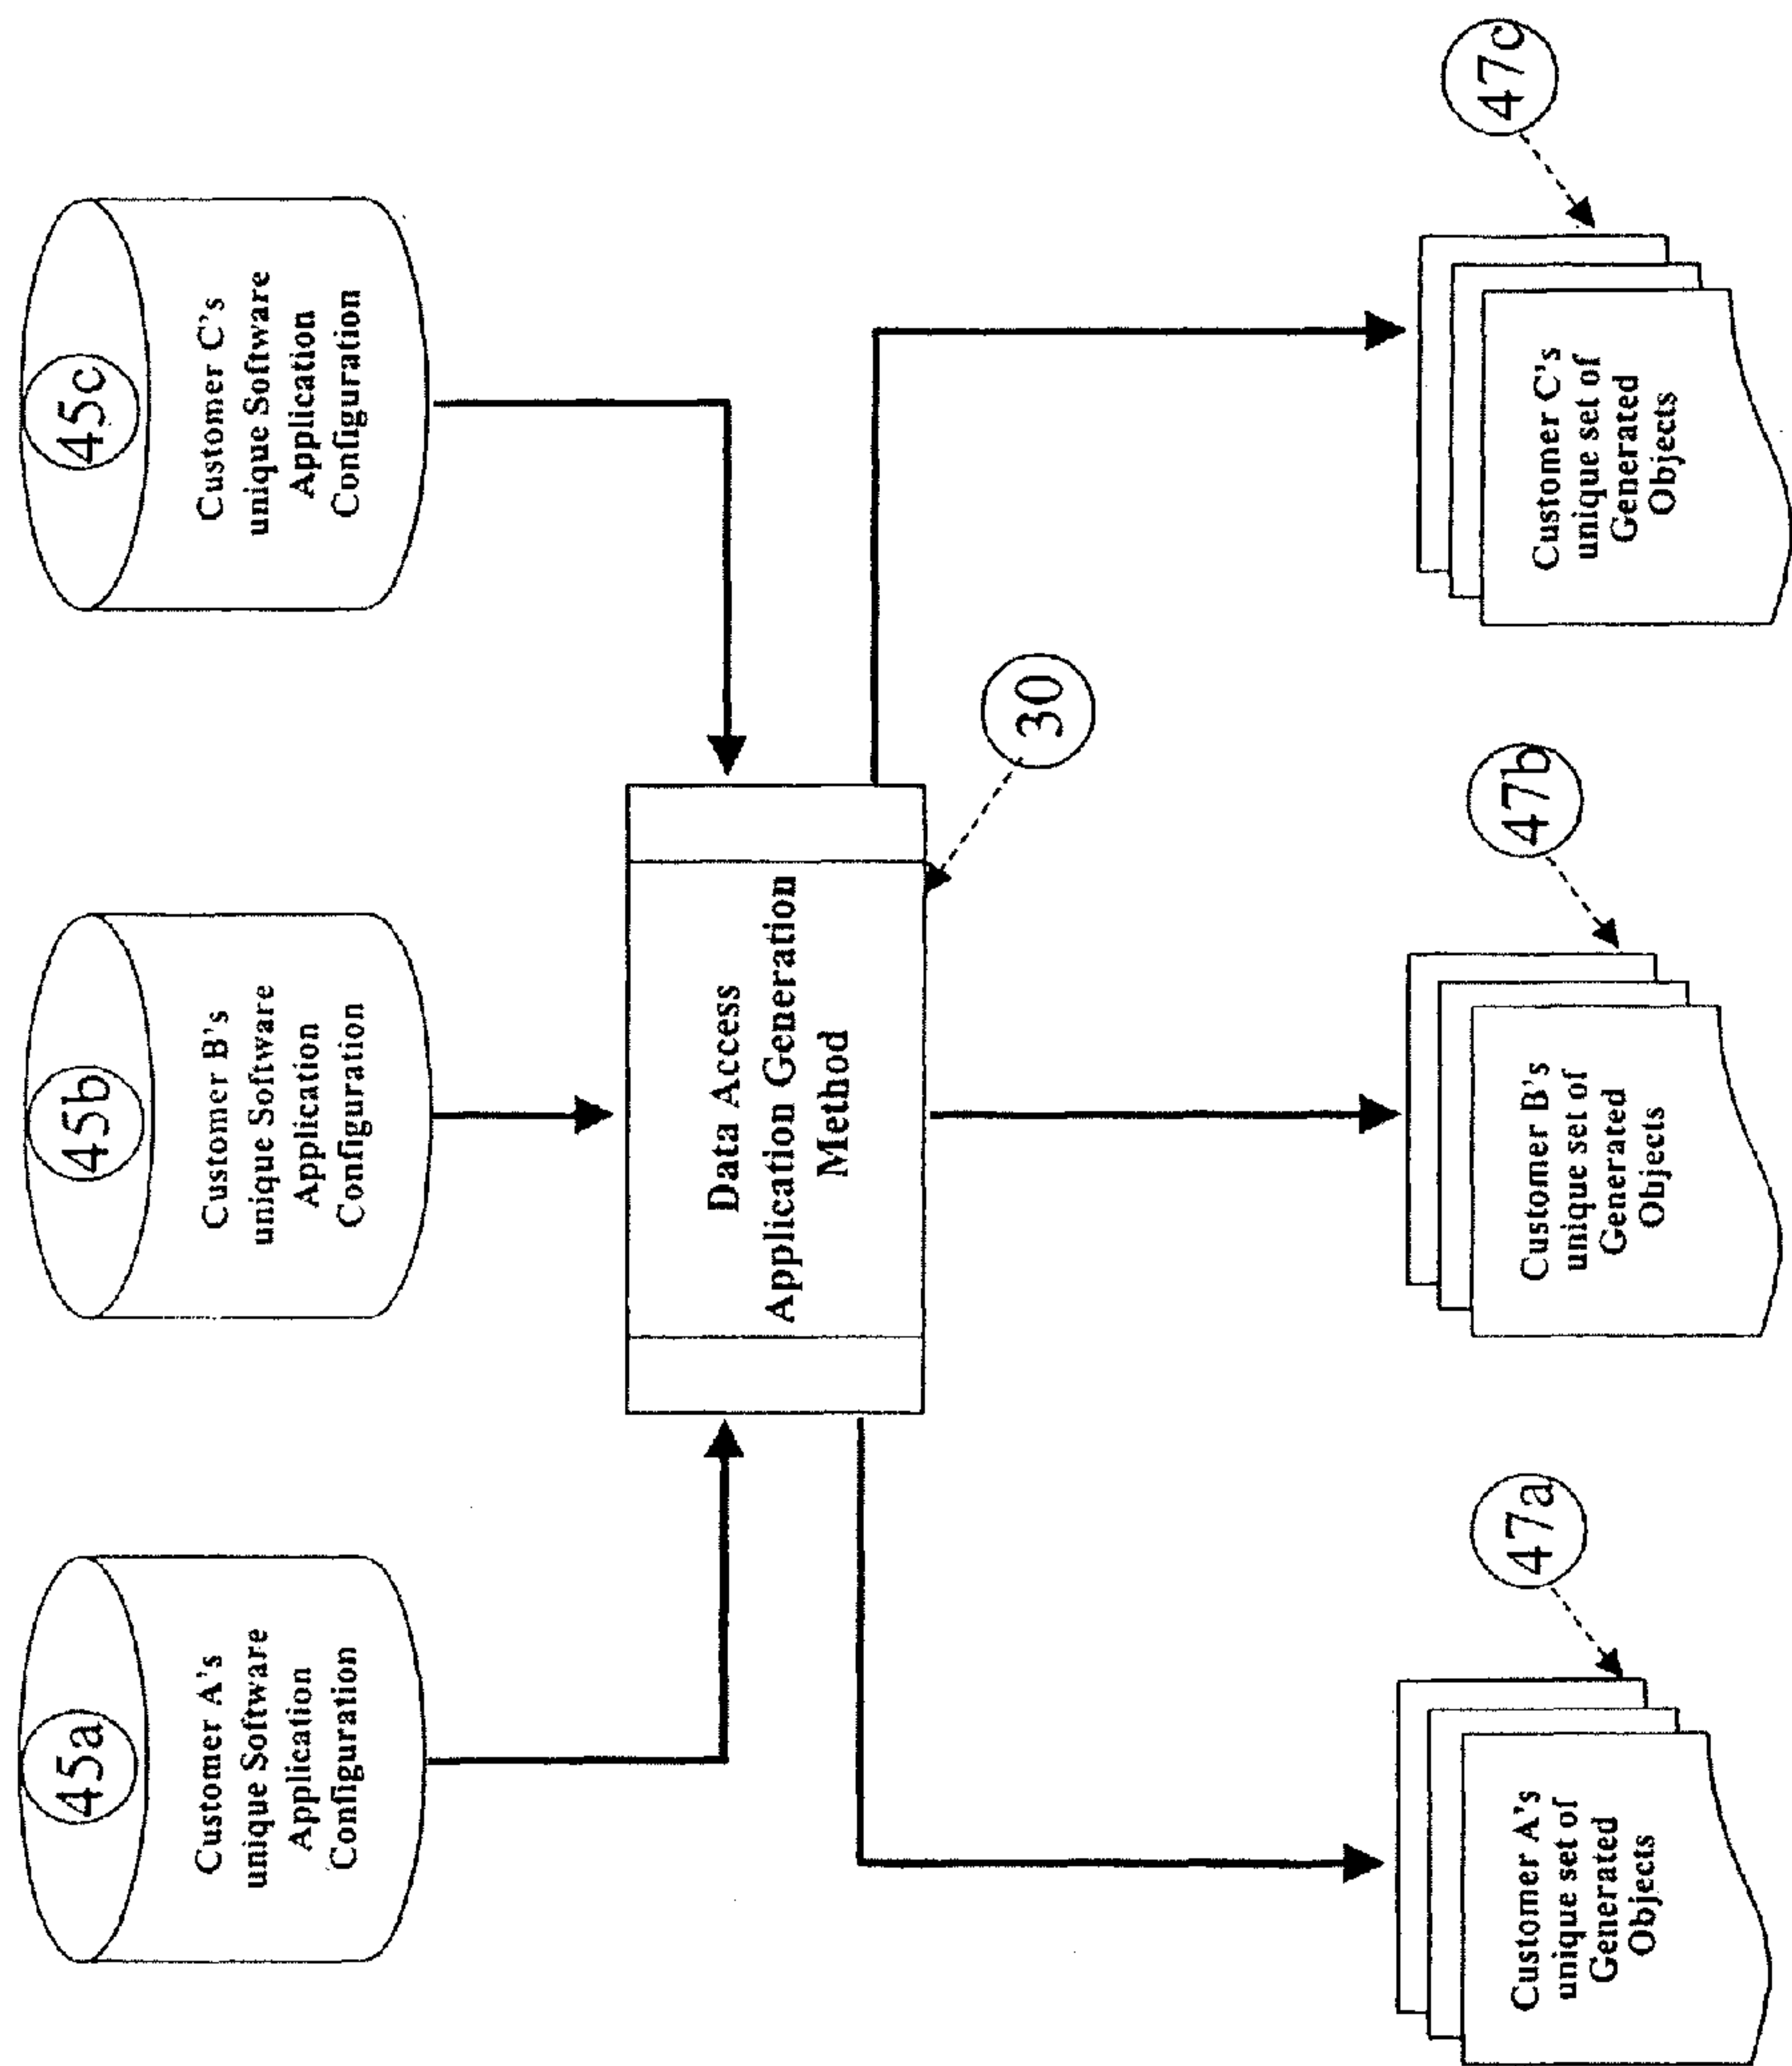 45a
Customer A's
unique Software
Application
Configuration
45b
Customer B's
unique Software
Application
Configuration
45c
Customer C's
unique Software
Application
Configuration
Data Access
Application Generation
Method
30
47a
Customer A's
unique set of
Generated
Objects
47b
Customer B's
unique set of
Generated
Objects
47c
Customer C's
unique set of
Generated
Objects